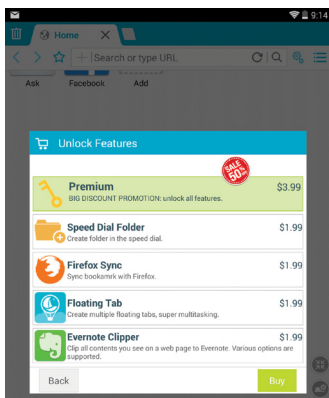 9:14
Home
Search or type URL
Ask Facebook Add
Unlock Features
SALE
50%
Premium $3.99
BIG DISCOUNT PROMOTION: unlock all features.
Speed Dial Folder $1.99
Create folder in the speed dial.
Firefox Sync $1.99
Sync bookamrk with Firefox.
Floating Tab $1.99
Create multiple floating tabs, super multitasking.
Evernote Clipper $1.99
Clip all contents you see on a web page to Evernote. Various options are
supported.
Back Buy